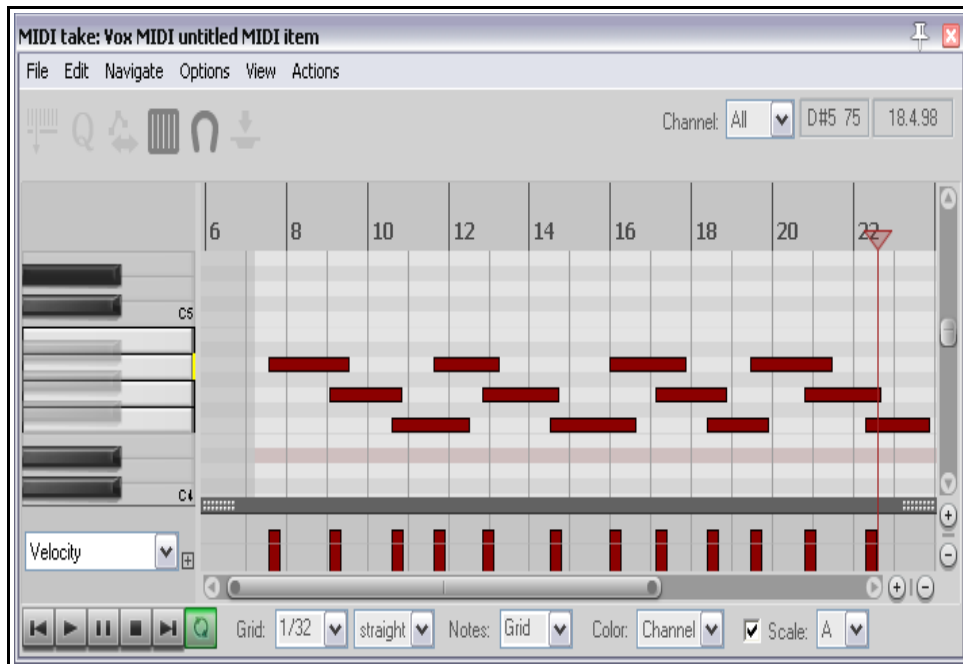 MIDI take: Vox MIDI untitled MIDI item
File Edit Navigate Options View Actions
Q
Channel: All D#5 75 18.4.98
6 8 10 12 14 16 18 20 22
C5
C4
Velocity
Grid: 1/32 straight Notes: Grid Color: Channel Scale: A